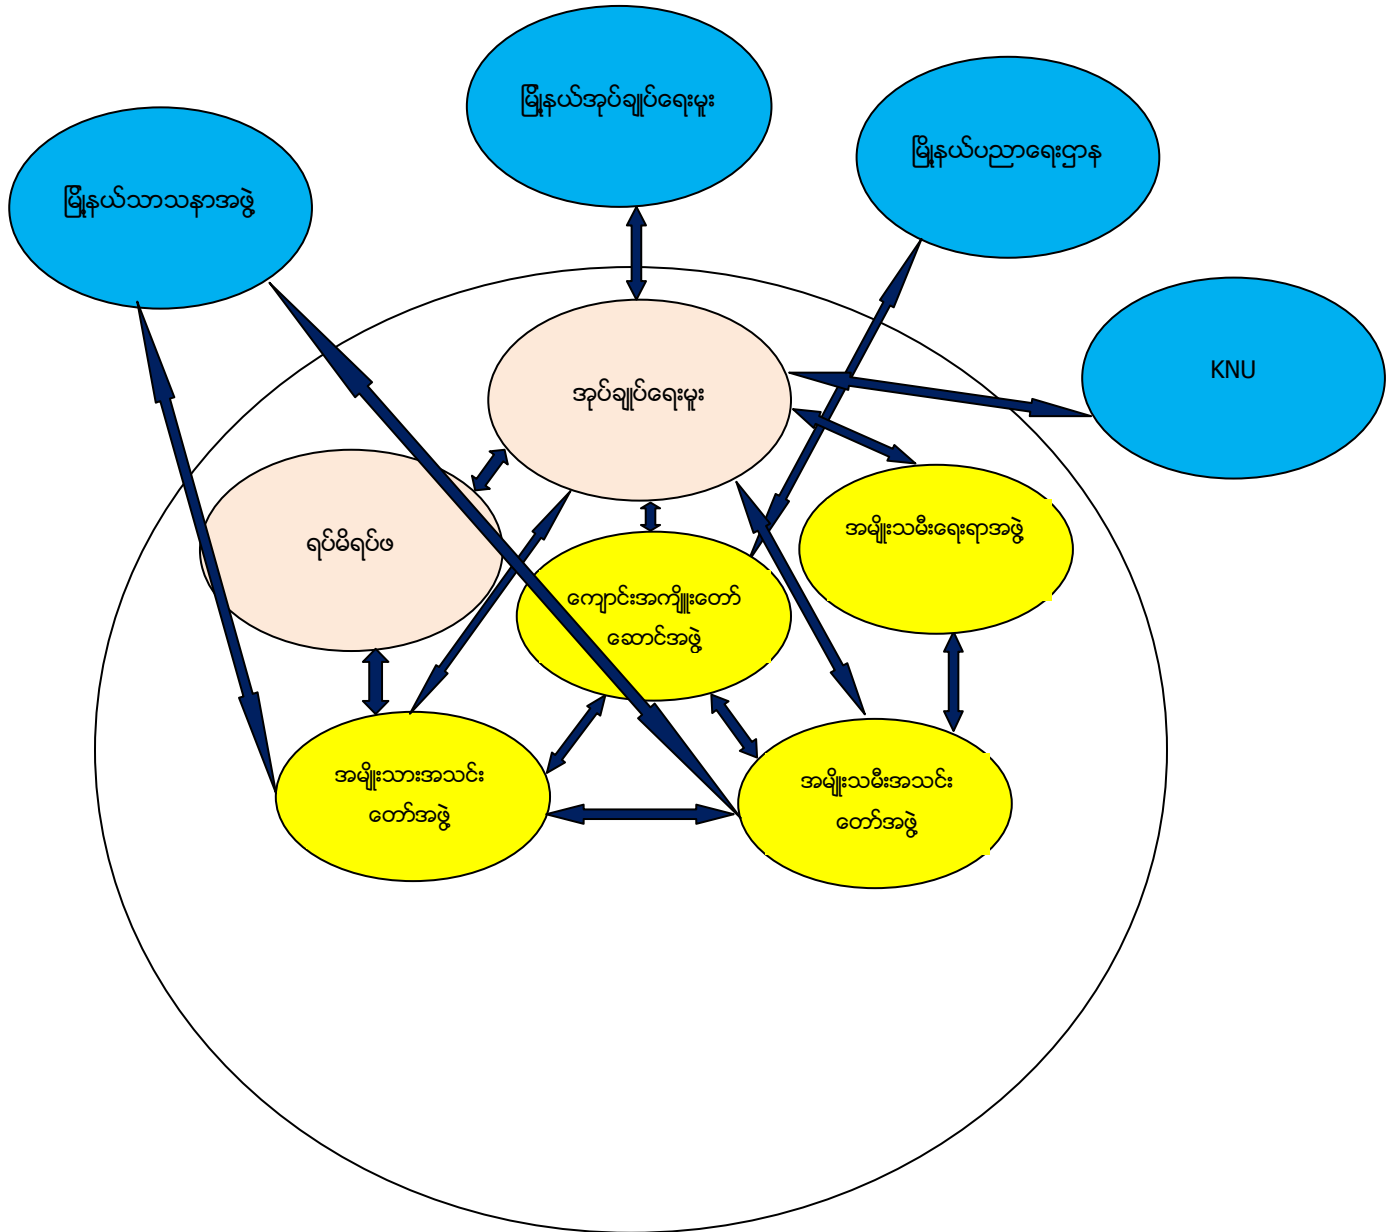 မြို့နယ်အုပ်ချုပ်ရေးမှူး
မြို့နယ်ပညာရေးဌာန
မြို့နယ်သာသနာအဖွဲ့
KNU
အုပ်ချုပ်ရေးမှူး
အမျိုးသမီးရေးရာအဖွဲ့
ရပ်မိရပ်ဖ
ကျောင်းအကျိုးတော်
ဆောင်အဖွဲ့
အမျိုးသားအသင်း
တော်အဖွဲ့
အမျိုးသမီးအသင်း
တော်အဖွဲ့